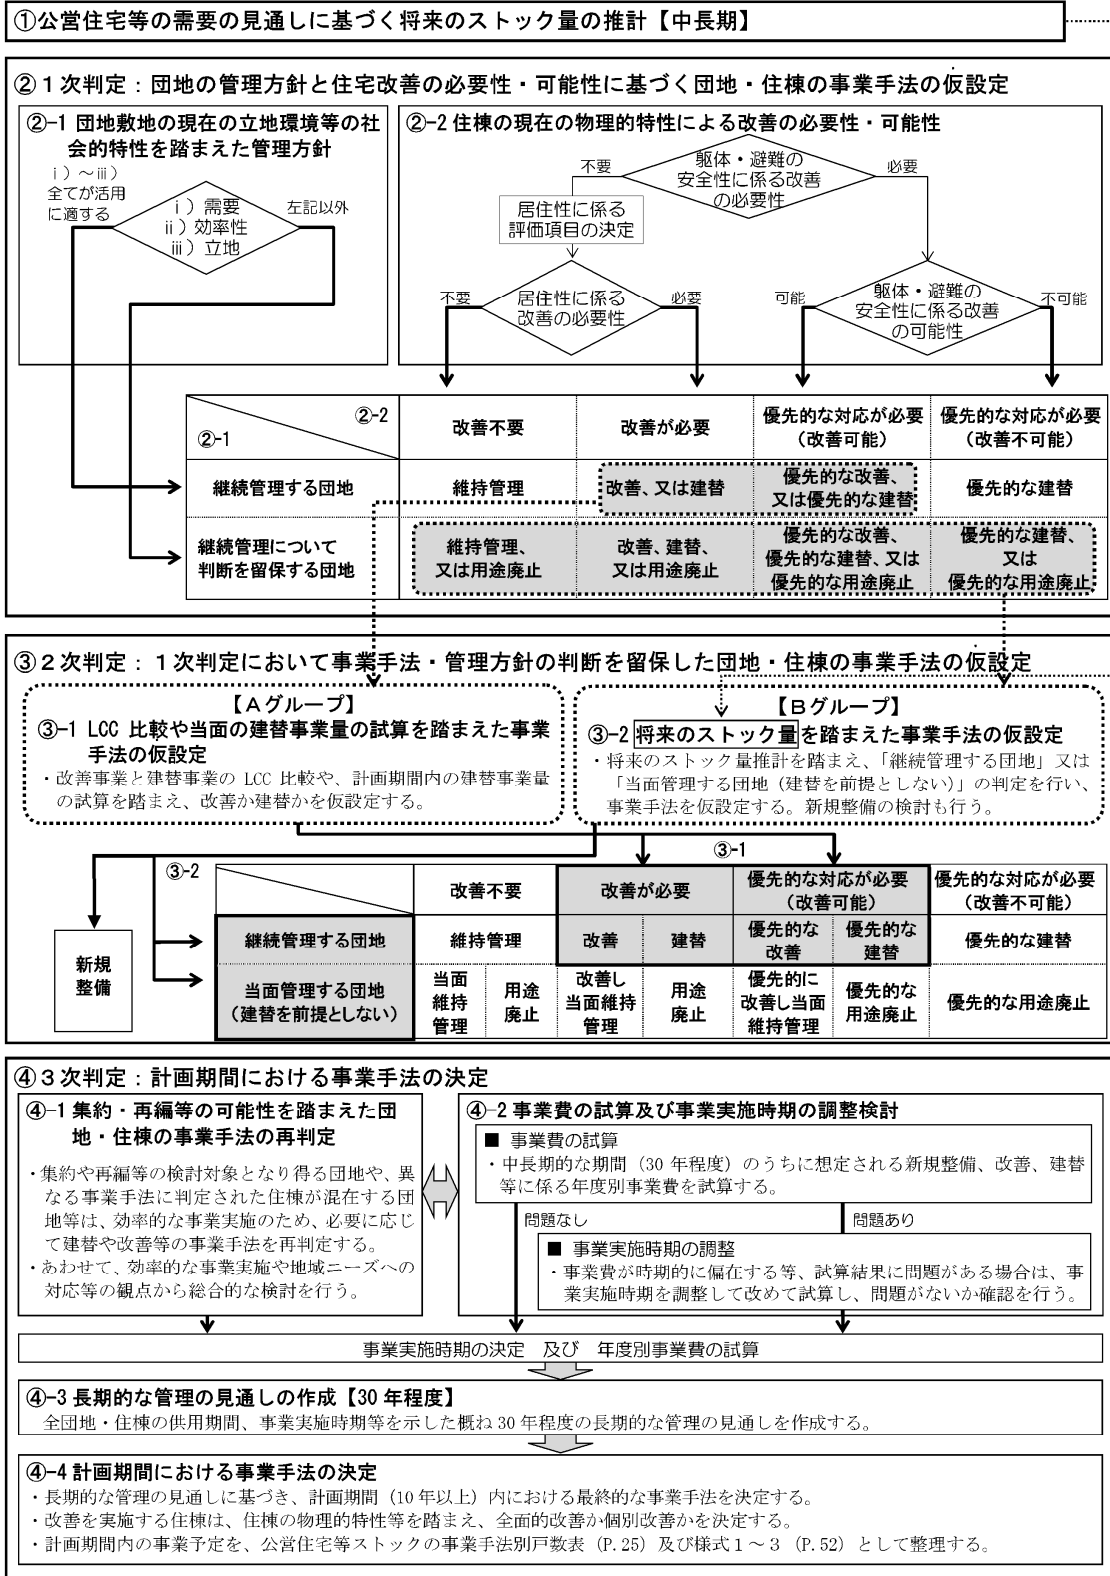 ①公営住宅等の需要の見通しに基づく将来のストック量の推計【中長期】
②１次判定：団地の管理方針と住宅改善の必要性・可能性に基づく団地・住棟の事業手法の仮設定
②-1 団地敷地の現在の立地環境等の社
会的特性を踏まえた管理方針
ⅰ）～ⅲ）
全てが活用
に適する
ⅰ）需要
ⅱ）効率性
ⅲ）立地
左記以外
②-2 住棟の現在の物理的特性による改善の必要性・可能性
不要
躯体・避難の
安全性に係る改善
の必要性
必要
居住性に係る
評価項目の決定
不要
居住性に係る
改善の必要性
必要
可能
躯体・避難の
安全性に係る改善
の可能性
不可能
②-2
②-1
改善不要
改善が必要
優先的な対応が必要
（改善可能）
優先的な対応が必要
（改善不可能）
継続管理する団地
維持管理
改善、又は建替
優先的な改善、
又は優先的な建替
優先的な建替
継続管理について
判断を留保する団地
維持管理、
又は用途廃止
改善、建替、
又は用途廃止
優先的な改善、
優先的な建替、又は
優先的な用途廃止
優先的な建替、
又は
優先的な用途廃止
③２次判定：１次判定において事業手法・管理方針の判断を留保した団地・住棟の事業手法の仮設定
【Ａグループ】
③-1 LCC 比較や当面の建替事業量の試算を踏まえた事業
手法の仮設定
・改善事業と建替事業の LCC 比較や、計画期間内の建替事業量
の試算を踏まえ、改善か建替かを仮設定する。
【Ｂグループ】
③-2 将来のストック量を踏まえた事業手法の仮設定
・将来のストック量推計を踏まえ、「継続管理する団地」又は
「当面管理する団地（建替を前提としない）」の判定を行い、
事業手法を仮設定する。新規整備の検討も行う。
③-1
③-2
新規
整備
改善不要
改善が必要
優先的な対応が必要
（改善可能）
優先的な対応が必要
（改善不可能）
継続管理する団地
維持管理
改善
建替
優先的な
改善
優先的な
建替
優先的な建替
当面管理する団地
（建替を前提としない）
当面
維持
管理
用途
廃止
改善し
当面維持
管理
用途
廃止
優先的に
改善し当面
維持管理
優先的な
用途廃止
優先的な用途廃止
④３次判定：計画期間における事業手法の決定
④-1 集約・再編等の可能性を踏まえた団
地・住棟の事業手法の再判定
・集約や再編等の検討対象となり得る団地や、異
なる事業手法に判定された住棟が混在する団
地等は、効率的な事業実施のため、必要に応じ
て建替や改善等の事業手法を再判定する。
・あわせて、効率的な事業実施や地域ニーズへの
対応等の観点から総合的な検討を行う。
④-2 事業費の試算及び事業実施時期の調整検討
■ 事業費の試算
・中長期的な期間（30 年程度）のうちに想定される新規整備、改善、建替
等に係る年度別事業費を試算する。
問題なし
問題あり
■ 事業実施時期の調整
・事業費が時期的に偏在する等、試算結果に問題がある場合は、事
業実施時期を調整して改めて試算し、問題がないか確認を行う。
事業実施時期の決定　及び　年度別事業費の試算
④-3 長期的な管理の見通しの作成【30 年程度】
全団地・住棟の供用期間、事業実施時期等を示した概ね 30 年程度の長期的な管理の見通しを作成する。
④-4 計画期間における事業手法の決定
・長期的な管理の見通しに基づき、計画期間（10 年以上）内における最終的な事業手法を決定する。
・改善を実施する住棟は、住棟の物理的特性等を踏まえ、全面的改善か個別改善かを決定する。
・計画期間内の事業予定を、公営住宅等ストックの事業手法別戸数表（P.25）及び様式１～３（P.52）として整理する。